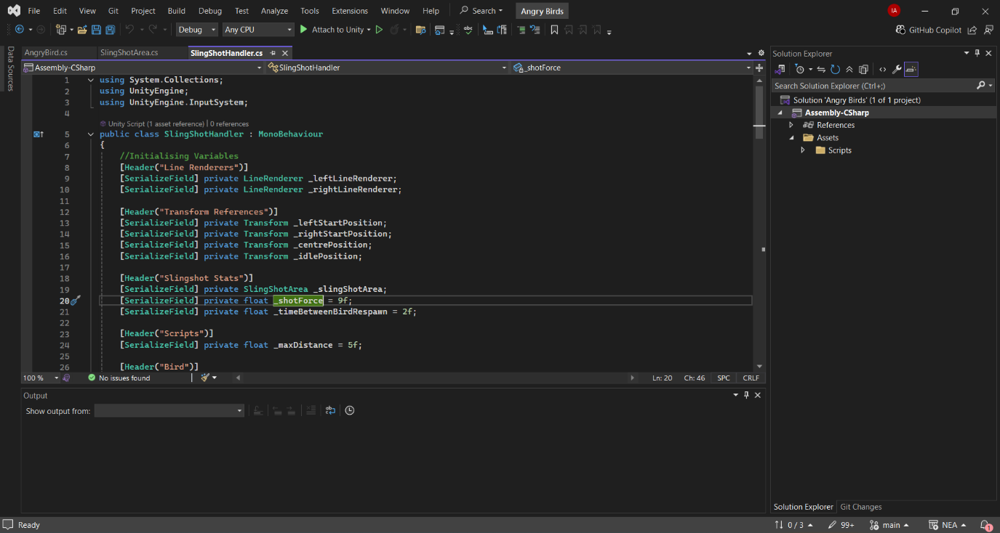 File Edit View Git Project Build Debug Test Analyze Tools Extensions Window Help Search Angry Birds IA
Debug Any CPU Attach to Unity GitHub Copilot
Data Sources
AngryBird.cs SlingShotArea.cs SlingShotHandler.cs
Assembly-CSharp SlingShotHandler _shotForce
1 using System.Collections;
2 using UnityEngine;
3 using UnityEngine.InputSystem;
4
Unity Script (1 asset reference) | 0 references
5 public class SlingShotHandler : MonoBehaviour
6 {
7 //Initialising Variables
8 [Header("Line Renderers")]
9 [SerializeField] private LineRenderer _leftLineRenderer;
10 [SerializeField] private LineRenderer _rightLineRenderer;
11
12 [Header("Transform References")]
13 [SerializeField] private Transform _leftStartPosition;
14 [SerializeField] private Transform _rightStartPosition;
15 [SerializeField] private Transform _centrePosition;
16 [SerializeField] private Transform _idlePosition;
17
18 [Header("Slingshot Stats")]
19 [SerializeField] private SlingShotArea _slingShotArea;
20 [SerializeField] private float _shotForce = 9f;
21 [SerializeField] private float _timeBetweenBirdRespawn = 2f;
22
23 [Header("Scripts")]
24 [SerializeField] private float _maxDistance = 5f;
25
26 [Header("Bird")]
100 % No issues found Ln: 20 Ch: 46 SPC CRLF
Output
Show output from:
Solution Explorer
Search Solution Explorer (Ctrl+;)
Solution 'Angry Birds' (1 of 1 project)
Assembly-CSharp
References
Assets
Scripts
Solution Explorer Git Changes
Ready 0 / 3 99+ main NEA 1